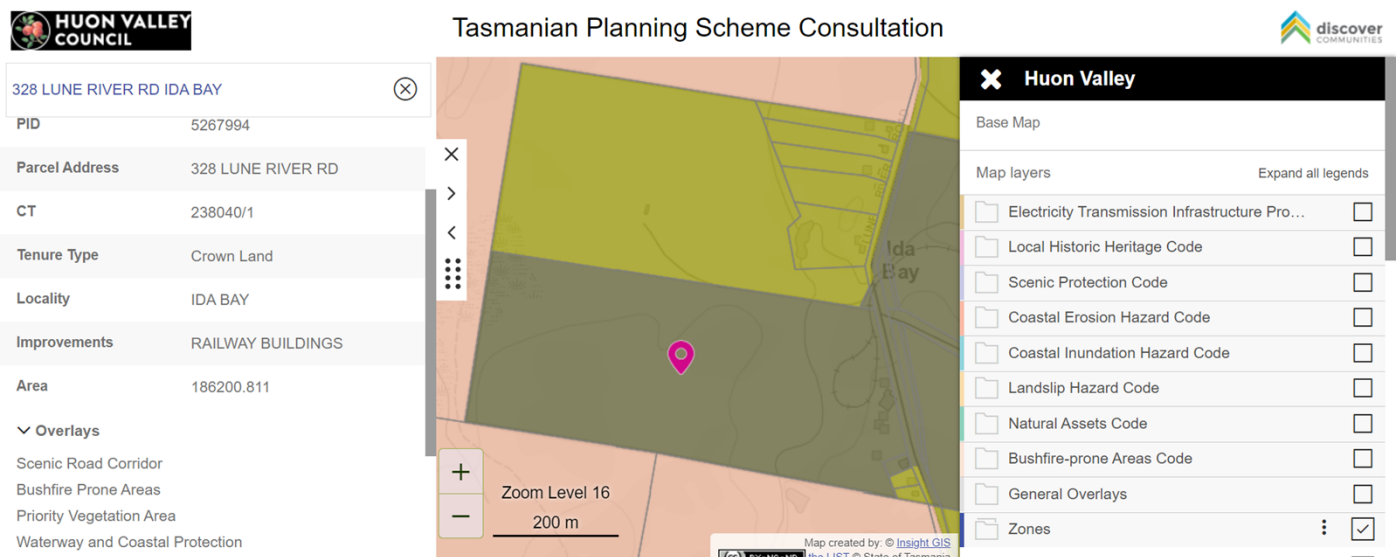 HUON VALLEY
COUNCIL
Tasmanian Planning Scheme Consultation
discover
COMMUNITIES
328 LUNE RIVER RD IDA BAY
PID 5267994
Parcel Address 328 LUNE RIVER RD
CT 238040/1
Tenure Type Crown Land
Locality IDA BAY
Improvements RAILWAY BUILDINGS
Area 186200.811
Overlays
Scenic Road Corridor
Bushfire Prone Areas
Priority Vegetation Area
Waterway and Coastal Protection
LUNE RIVER ROAD
Ida
Bay
+
−
Zoom Level 16
200 m
Map created by: © Insight GIS
the LIST © State of Tasmania
Huon Valley
Base Map
Map layers Expand all legends
Electricity Transmission Infrastructure Pro…
Local Historic Heritage Code
Scenic Protection Code
Coastal Erosion Hazard Code
Coastal Inundation Hazard Code
Landslip Hazard Code
Natural Assets Code
Bushfire-prone Areas Code
General Overlays
Zones